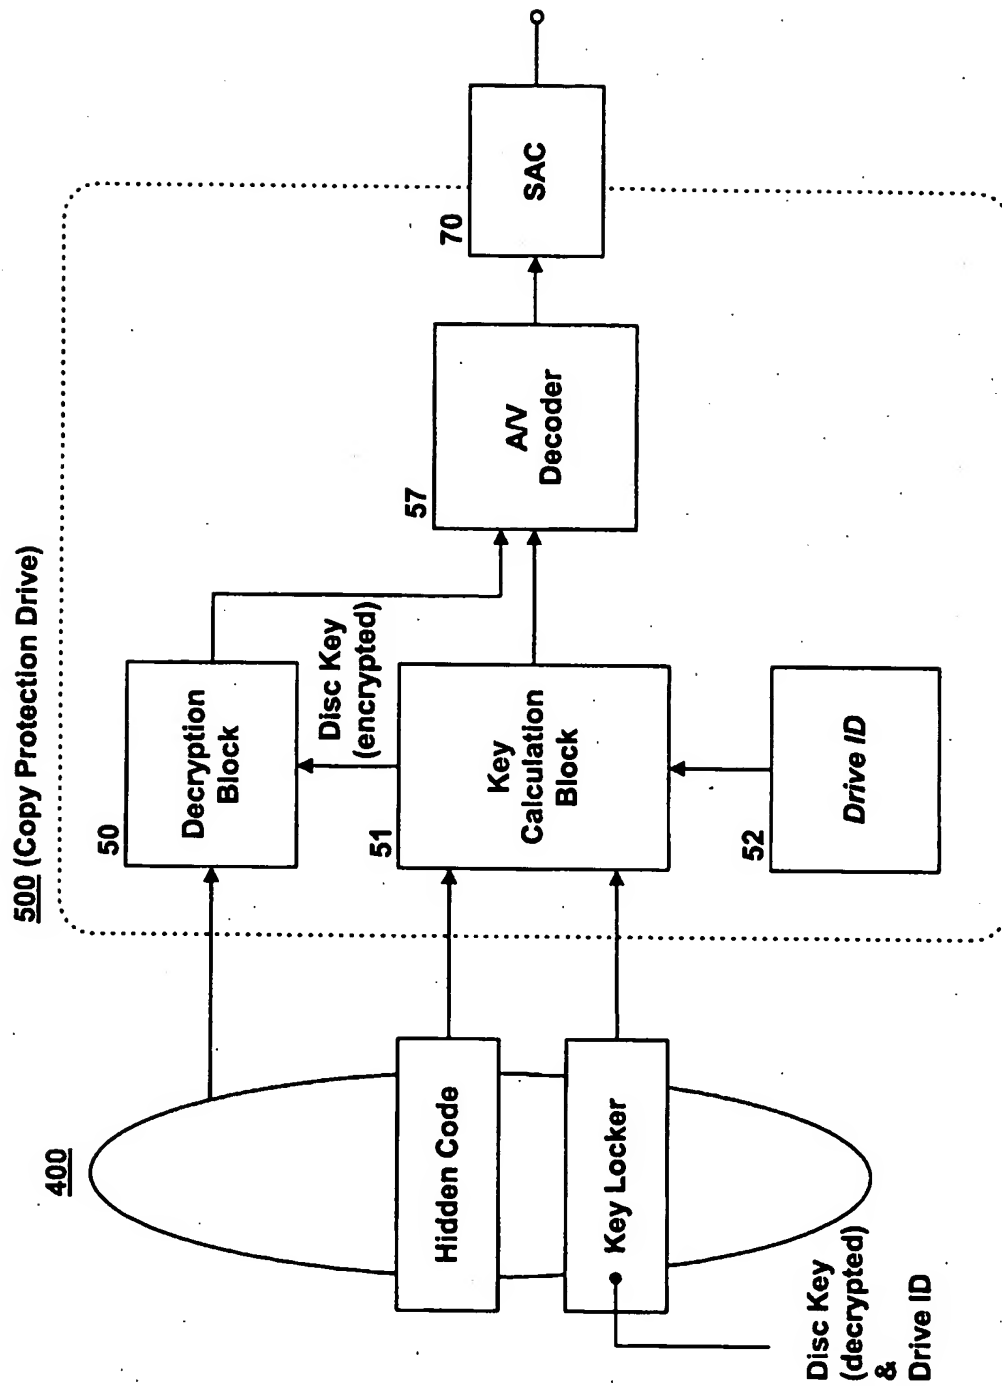 500 (Copy Protection Drive)
400
50
Decryption
Block
Disc Key
(encrypted)
Hidden Code
51
Key
Calculation
Block
57
A/V
Decoder
70
SAC
Key Locker
52
Drive ID
Disc Key
(decrypted)
&
Drive ID